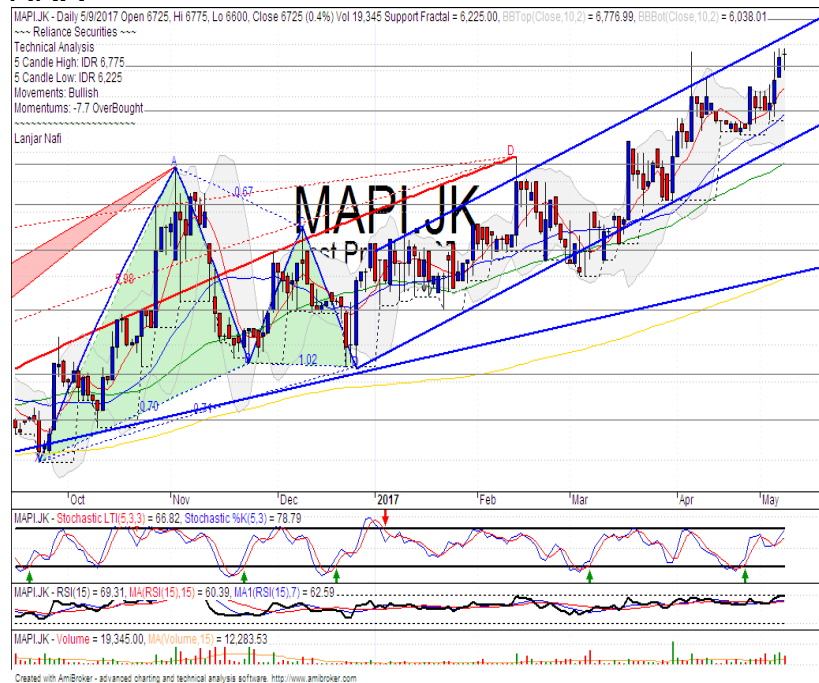 MAPI.JK - Daily 5/9/2017 Open 6725, Hi 6775, Lo 6600, Close 6725 (0.4%) Vol 19,345 Support Fractal = 6,225.00, BBTop(Close,10,2) = 6,776.99, BBBot(Close,10,2) = 6,038.01
~~~ Reliance Securities ~~~
Technical Analysis
5 Candle High: IDR 6,775
5 Candle Low: IDR 6,225
Movements: Bullish
Momentums: -7.7 OverBought
~~~~~~~~~~~~~~~~~~~~~
Lanjar Nafi
A
D
0.67
MAPI.JK
1.02
0.70
0.74
Oct Nov Dec 2017 Feb Mar Apr May
MAPI.JK - Stochastic LTI(5,3,3) = 66.82, Stochastic %K(5,3) = 78.79
MAPI.JK - RSI(15) = 69.31, MA(RSI(15),15) = 60.39, MA1(RSI(15),7) = 62.59
MAPI.JK - Volume = 19,345.00, MA(Volume,15) = 12,283.53
Created with AmiBroker - advanced charting and technical analysis software. http://www.amibroker.com